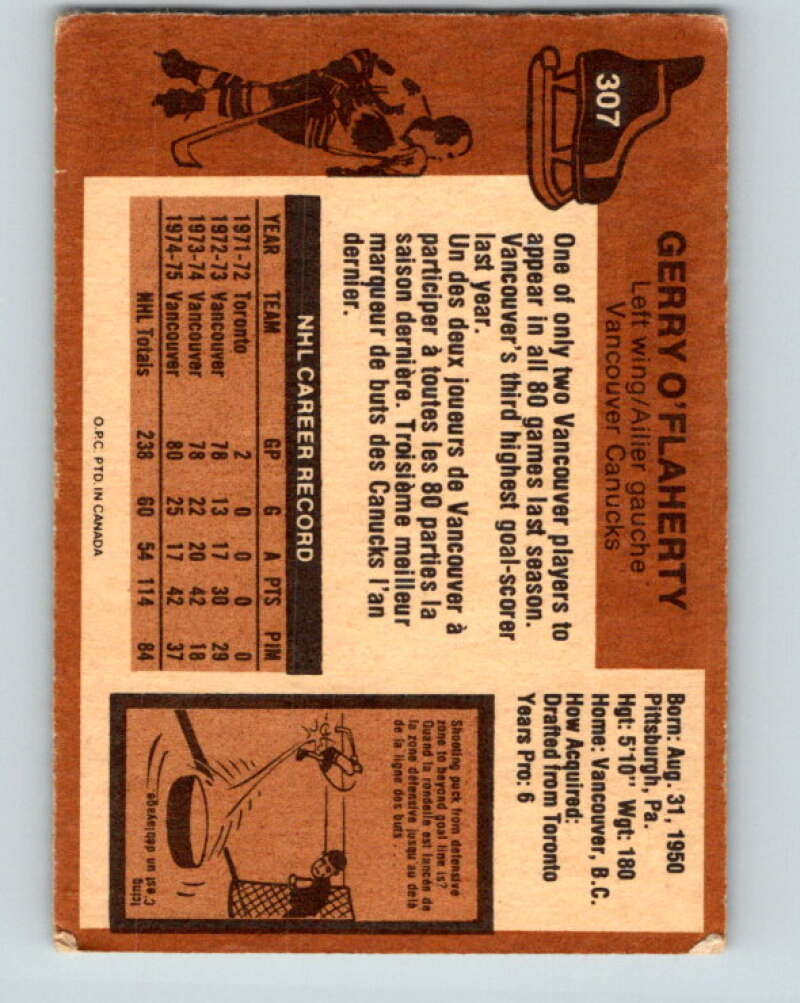 307
GERRY O'FLAHERTY
Left wing/Ailier gauche
Vancouver Canucks
Born: Aug. 31, 1950
Pittsburgh, Pa.
Hgt: 5'10" Wgt: 180
Home: Vancouver, B.C.
How Acquired:
Drafted from Toronto
Years Pro: 6
One of only two Vancouver players to
appear in all 80 games last season.
Vancouver's third highest goal-scorer
last year.
Un des deux joueurs de Vancouver à
participer à toutes les 80 parties la
saison dernière. Troisième meilleur
marqueur de buts des Canucks l'an
dernier.
NHL CAREER RECORD
YEAR TEAM GP G A PTS PIM
1971-72 Toronto 2 0 0 0 0
1972-73 Vancouver 78 13 17 30 29
1973-74 Vancouver 78 22 20 42 18
1974-75 Vancouver 80 25 17 42 37
NHL Totals 238 60 54 114 84
Shooting puck from defensive
zone to beyond goal line is?
Quand la rondelle est lancée de
la zone défensive jusqu'au delà
de la ligne des buts . . .
Icing
C'est un dégivrage
O.P.C. PTD. IN CANADA